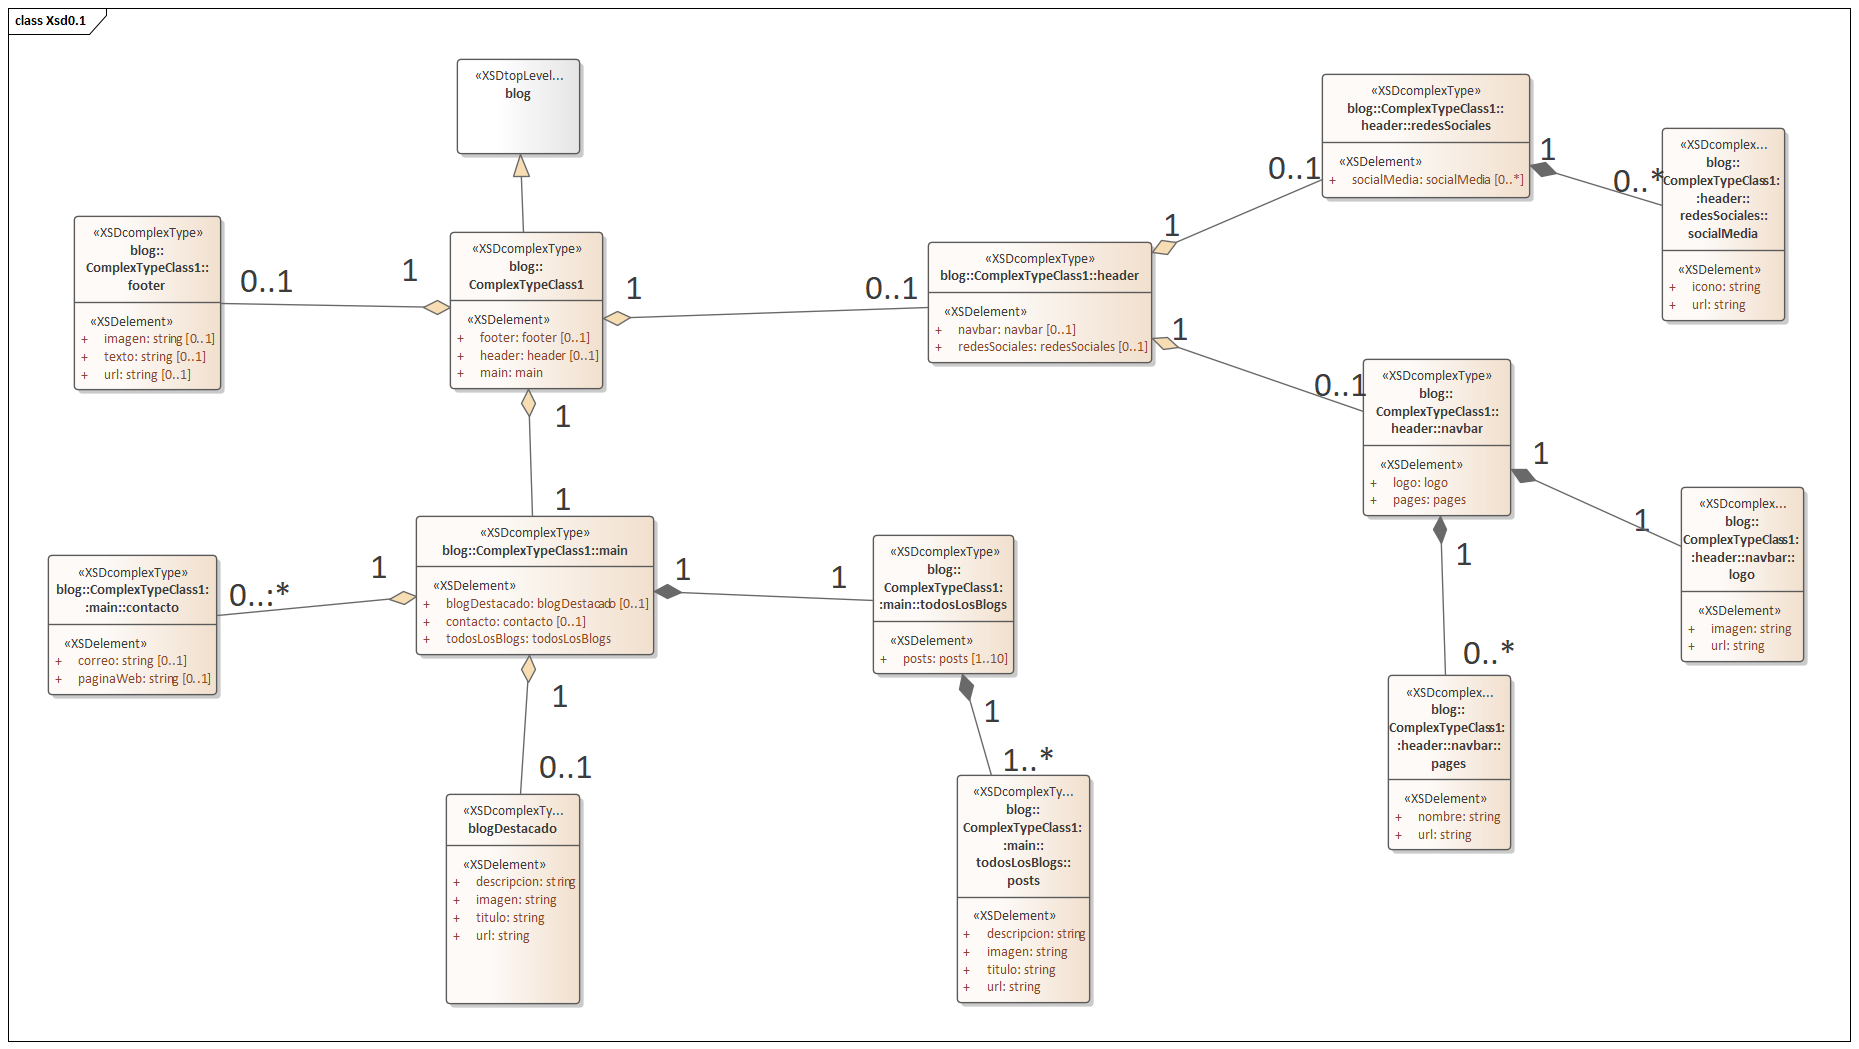 class Xsd0.1
«XSDtopLevel...
blog
«XSDcomplexType»
blog::
ComplexTypeClass1::
footer
«XSDelement»
+ imagen: string [0..1]
+ texto: string [0..1]
+ url: string [0..1]
0..1
1
«XSDcomplexType»
blog::
ComplexTypeClass1
«XSDelement»
+ footer: footer [0..1]
+ header: header [0..1]
+ main: main
1
0..1
«XSDcomplexType»
blog::ComplexTypeClass1::header
«XSDelement»
+ navbar: navbar [0..1]
+ redesSociales: redesSociales [0..1]
1
0..1
«XSDcomplexType»
blog::ComplexTypeClass1::
header::redesSociales
«XSDelement»
+ socialMedia: socialMedia [0..*]
1
0..*
«XSDcomplex...
blog::
ComplexTypeClass1:
:header::
redesSociales::
socialMedia
«XSDelement»
+ icono: string
+ url: string
1
0..1
«XSDcomplexType»
blog::
ComplexTypeClass1::
header::navbar
«XSDelement»
+ logo: logo
+ pages: pages
1
1
«XSDcomplex...
blog::
ComplexTypeClass1:
:header::navbar::
logo
«XSDelement»
+ imagen: string
+ url: string
1
0..*
«XSDcomplex...
blog::
ComplexTypeClass1:
:header::navbar::
pages
«XSDelement»
+ nombre: string
+ url: string
1
1
«XSDcomplexType»
blog::ComplexTypeClass1::main
«XSDelement»
+ blogDestacado: blogDestacado [0..1]
+ contacto: contacto [0..1]
+ todosLosBlogs: todosLosBlogs
1
0..:*
«XSDcomplexType»
blog::ComplexTypeClass1:
:main::contacto
«XSDelement»
+ correo: string [0..1]
+ paginaWeb: string [0..1]
1
1
«XSDcomplexType»
blog::
ComplexTypeClass1:
:main::todosLosBlogs
«XSDelement»
+ posts: posts [1..10]
1
0..1
«XSDcomplexTy...
blogDestacado
«XSDelement»
+ descripcion: string
+ imagen: string
+ titulo: string
+ url: string
1
1..*
«XSDcomplexTy...
blog::
ComplexTypeClass1:
:main::
todosLosBlogs::
posts
«XSDelement»
+ descripcion: string
+ imagen: string
+ titulo: string
+ url: string